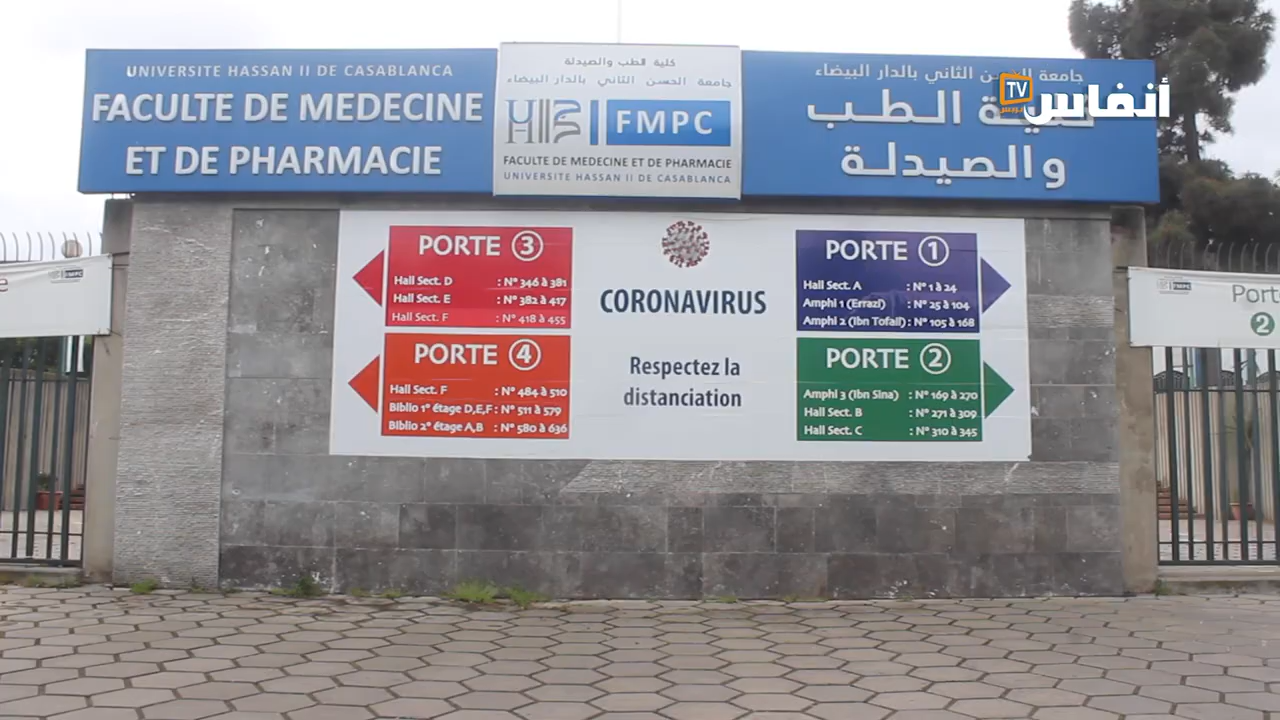 UNIVERSITE HASSAN II DE CASABLANCA
FACULTE DE MEDECINE
ET DE PHARMACIE
كلية الطب والصيدلة
جامعة الحسن الثاني بالدار البيضاء
UH
FMPC
FACULTE DE MEDECINE ET DE PHARMACIE
UNIVERSITE HASSAN II DE CASABLANCA
جامعة الحسن الثاني بالدار البيضاء
كلية الطب
والصيدلة
TV
أنفاس
PORTE 3
Hall Sect. D : N° 346 à 381
Hall Sect. E : N° 382 à 417
Hall Sect. F : N° 418 à 455
PORTE 4
Hall Sect. F : N° 484 à 510
Biblio 1° étage D,E,F : N° 511 à 579
Biblio 2° étage A,B : N° 580 à 636
CORONAVIRUS
Respectez la
distanciation
PORTE 1
Hall Sect. A : N° 1 à 24
Amphi 1 (Errazi) : N° 25 à 104
Amphi 2 (Ibn Tofail) : N° 105 à 168
PORTE 2
Amphi 3 (Ibn Sina) : N° 169 à 270
Hall Sect. B : N° 271 à 309
Hall Sect. C : N° 310 à 345
FMPC
e
FMPC
Port
2